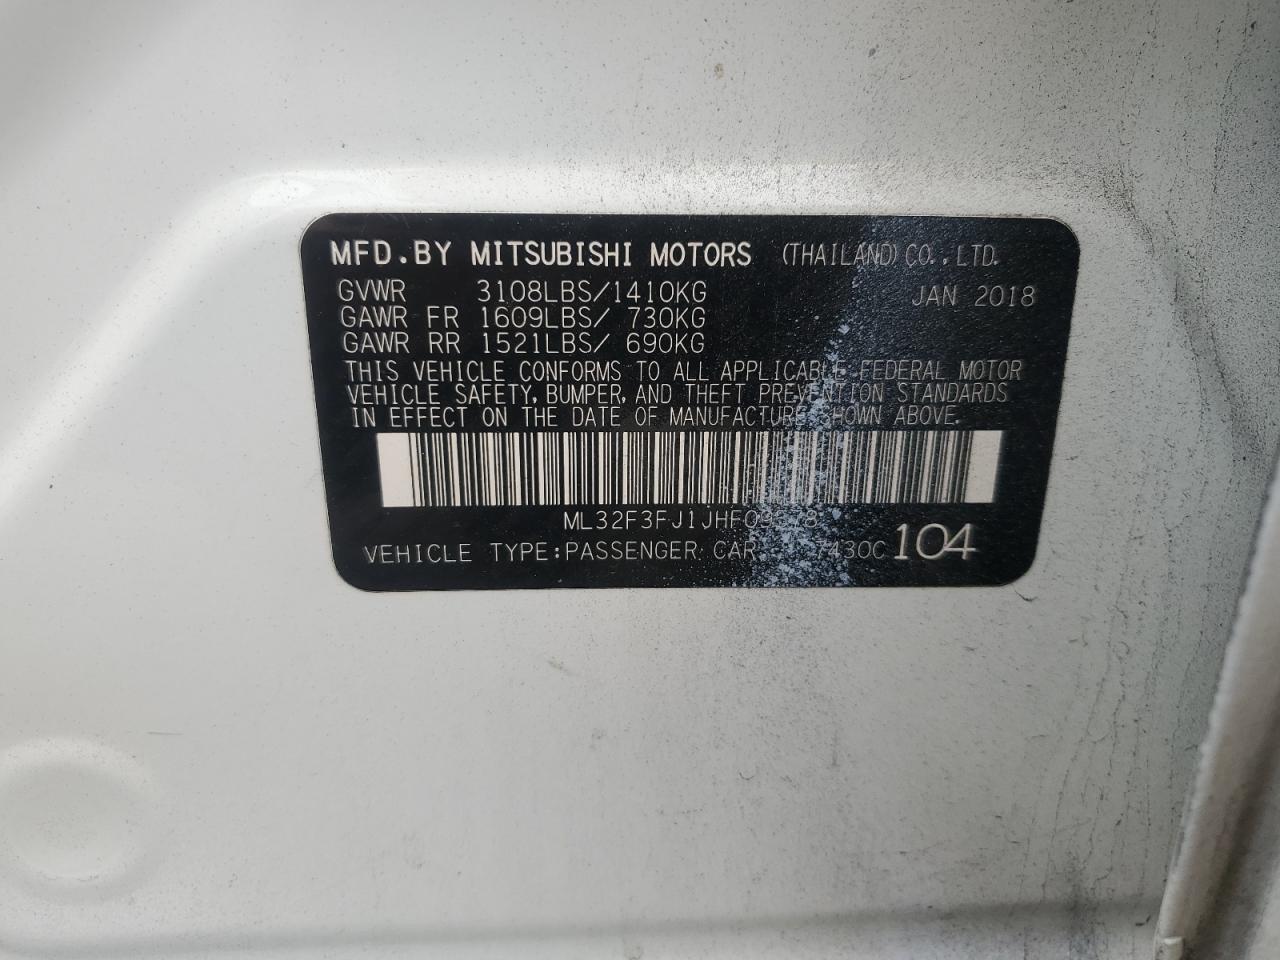 MFD.BY MITSUBISHI MOTORS (THAILAND) CO.,LTD.
GVWR 3108LBS/1410KG JAN 2018
GAWR FR 1609LBS/ 730KG
GAWR RR 1521LBS/ 690KG
THIS VEHICLE CONFORMS TO ALL APPLICABLE FEDERAL MOTOR
VEHICLE SAFETY, BUMPER, AND THEFT PREVENTION STANDARDS
IN EFFECT ON THE DATE OF MANUFACTURE SHOWN ABOVE.
VEHICLE TYPE:PASSENGER CAR 104